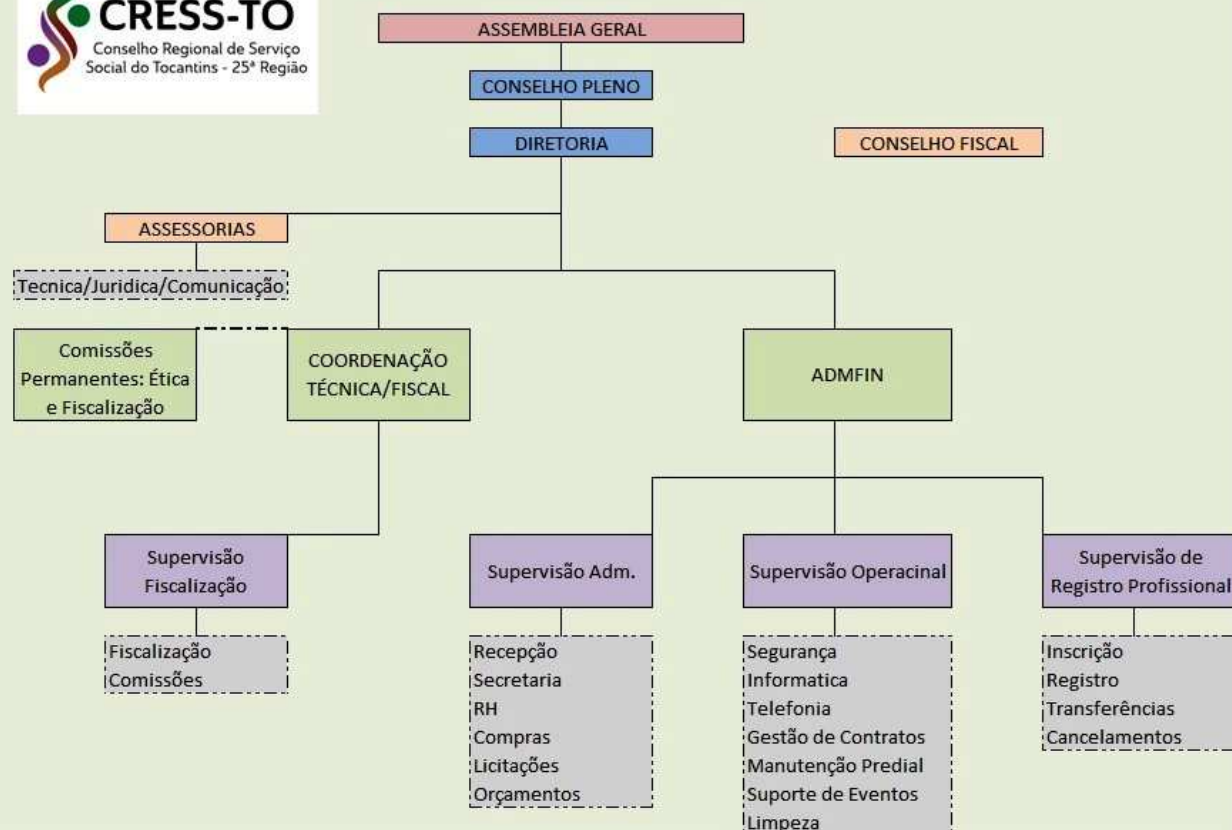 CRESS-TO
Conselho Regional de Serviço
Social do Tocantins - 25ª Região
ASSEMBLEIA GERAL
CONSELHO PLENO
DIRETORIA
CONSELHO FISCAL
ASSESSORIAS
Tecnica/Juridica/Comunicação
Comissões
Permanentes: Ética
e Fiscalização
COORDENAÇÃO
TÉCNICA/FISCAL
ADMFIN
Supervisão
Fiscalização
Supervisão Adm.
Supervisão Operacinal
Supervisão de
Registro Profissional
Fiscalização
Comissões
Recepção
Secretaria
RH
Compras
Licitações
Orçamentos
Segurança
Informatica
Telefonia
Gestão de Contratos
Manutenção Predial
Suporte de Eventos
Limpeza
Inscrição
Registro
Transferências
Cancelamentos